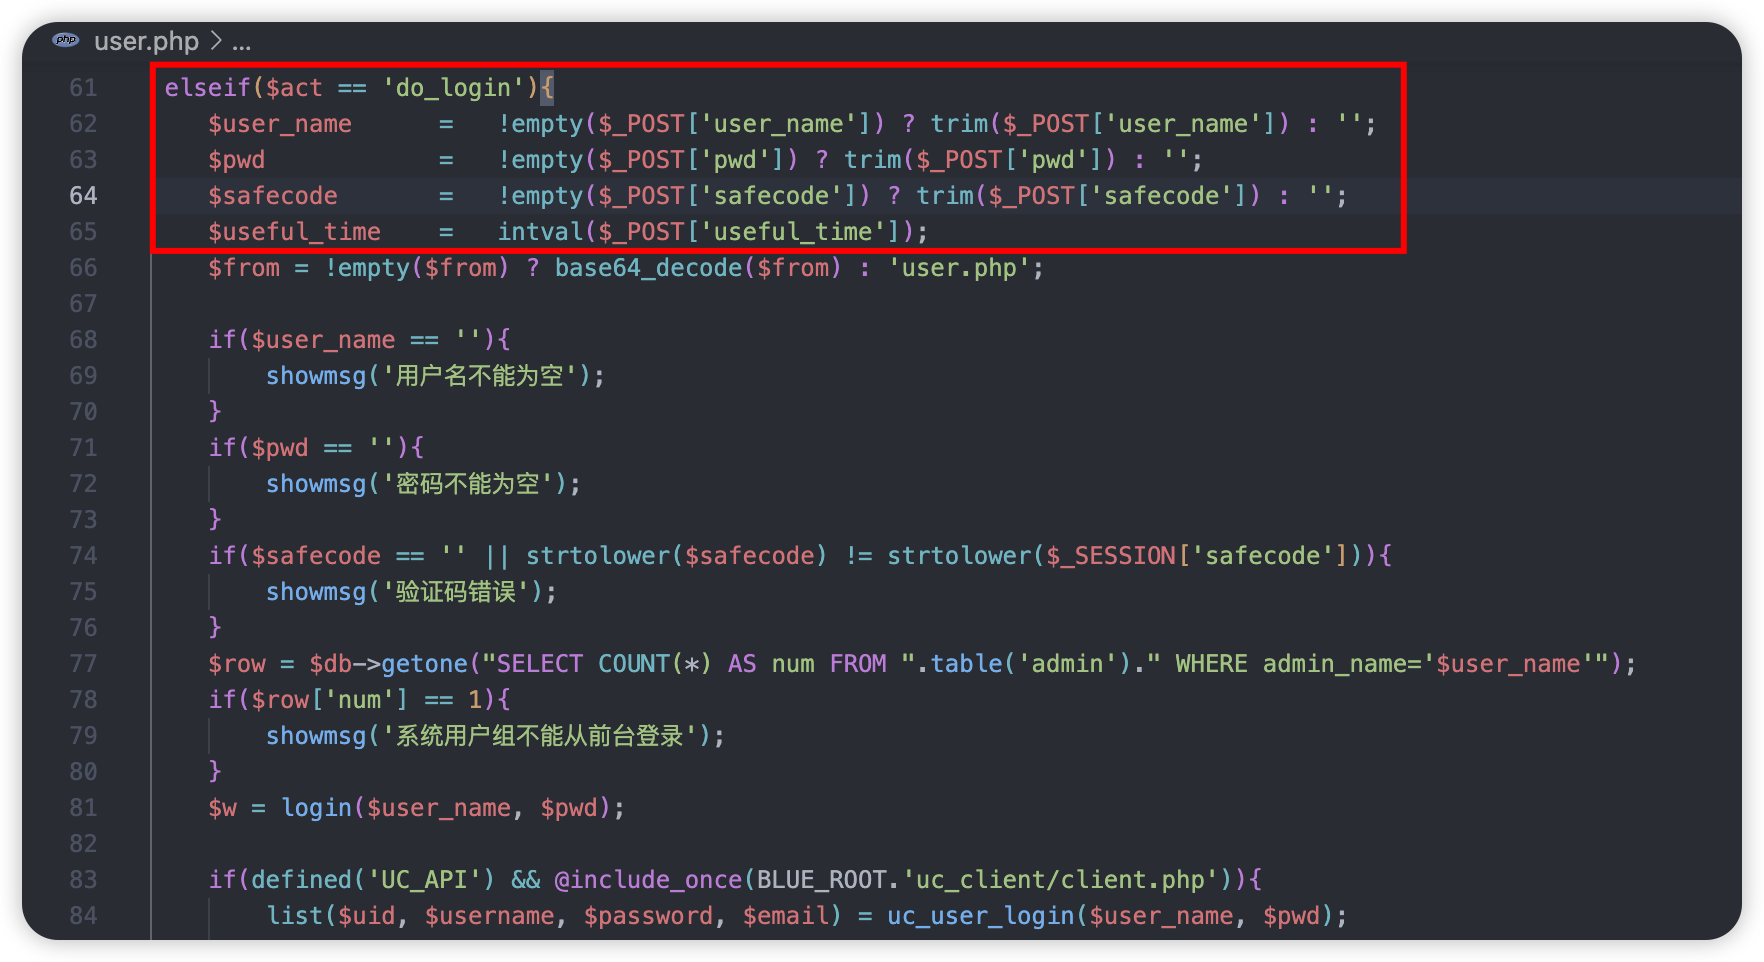 php user.php > ...
61 elseif($act == 'do_login'){
62 $user_name = !empty($_POST['user_name']) ? trim($_POST['user_name']) : '';
63 $pwd = !empty($_POST['pwd']) ? trim($_POST['pwd']) : '';
64 $safecode = !empty($_POST['safecode']) ? trim($_POST['safecode']) : '';
65 $useful_time = intval($_POST['useful_time']);
66 $from = !empty($from) ? base64_decode($from) : 'user.php';
67
68 if($user_name == ''){
69 showmsg('用户名不能为空');
70 }
71 if($pwd == ''){
72 showmsg('密码不能为空');
73 }
74 if($safecode == '' || strtolower($safecode) != strtolower($_SESSION['safecode'])){
75 showmsg('验证码错误');
76 }
77 $row = $db->getone("SELECT COUNT(*) AS num FROM ".table('admin')." WHERE admin_name='$user_name'");
78 if($row['num'] == 1){
79 showmsg('系统用户组不能从前台登录');
80 }
81 $w = login($user_name, $pwd);
82
83 if(defined('UC_API') && @include_once(BLUE_ROOT.'uc_client/client.php')){
84 list($uid, $username, $password, $email) = uc_user_login($user_name, $pwd);